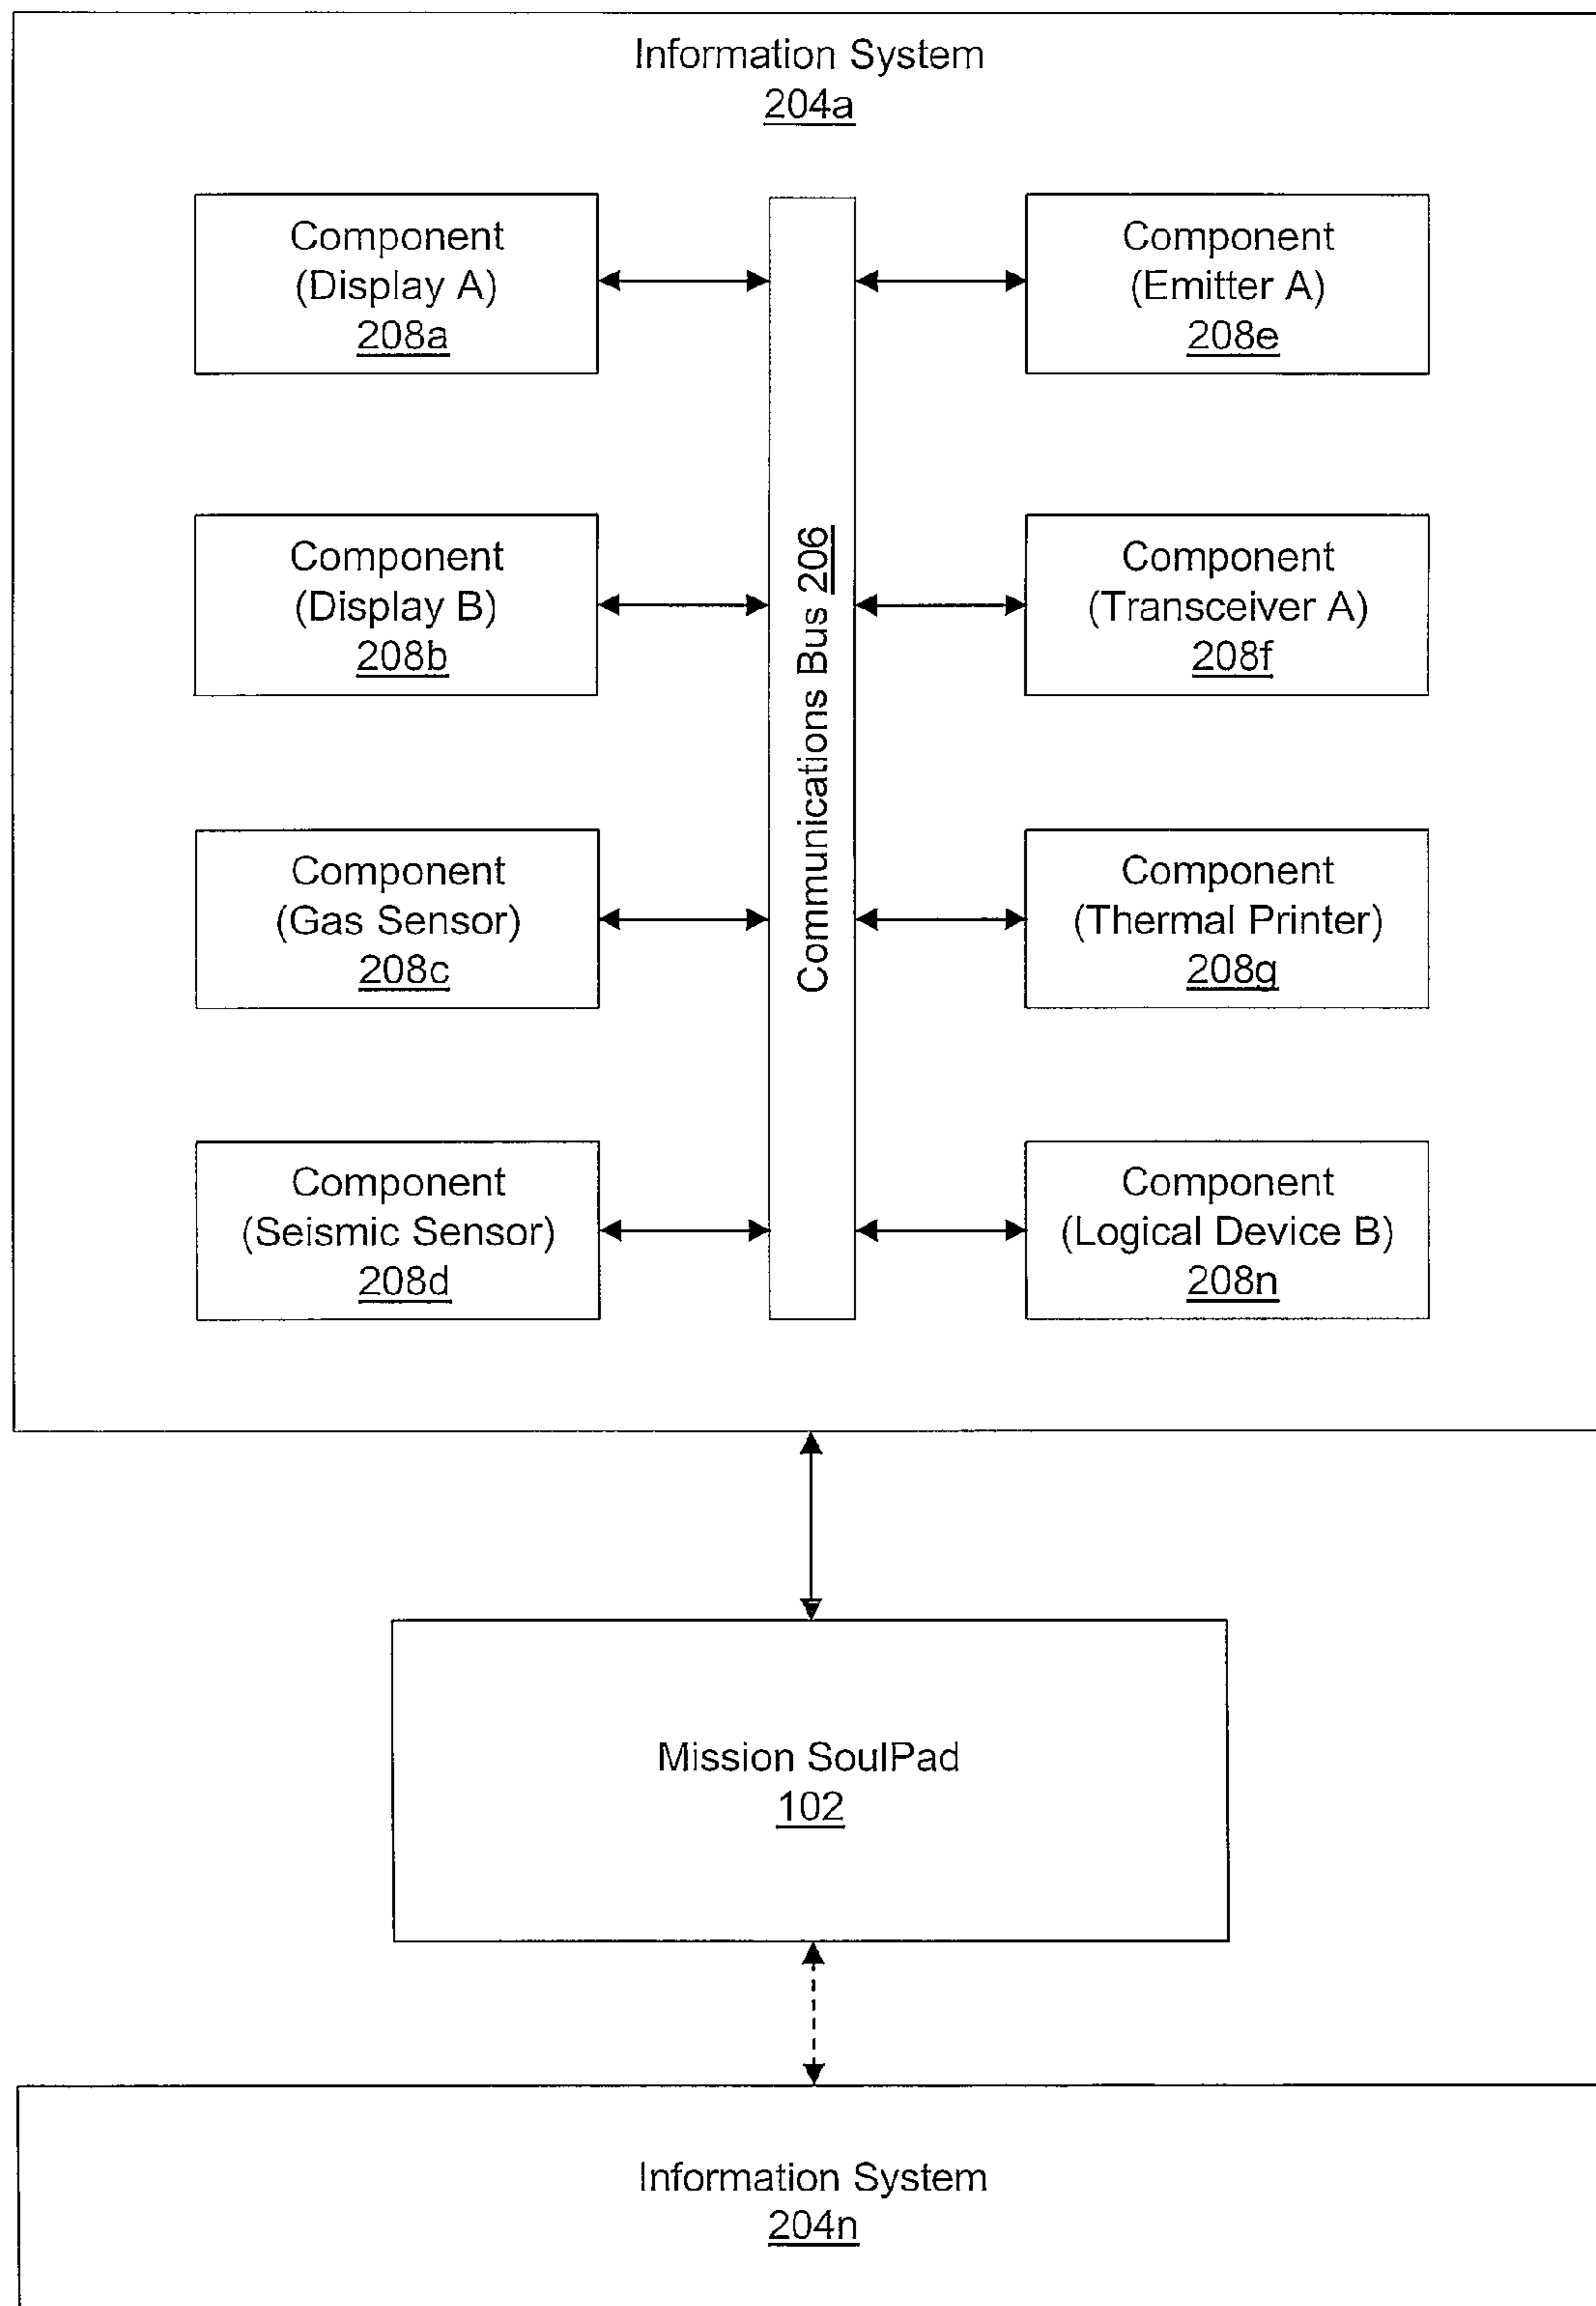 Information System
204a
Component
(Display A)
208a
Component
(Emitter A)
208e
Component
(Display B)
208b
Component
(Transceiver A)
208f
Communications Bus 206
Component
(Gas Sensor)
208c
Component
(Thermal Printer)
208g
Component
(Seismic Sensor)
208d
Component
(Logical Device B)
208n
Mission SoulPad
102
Information System
204n